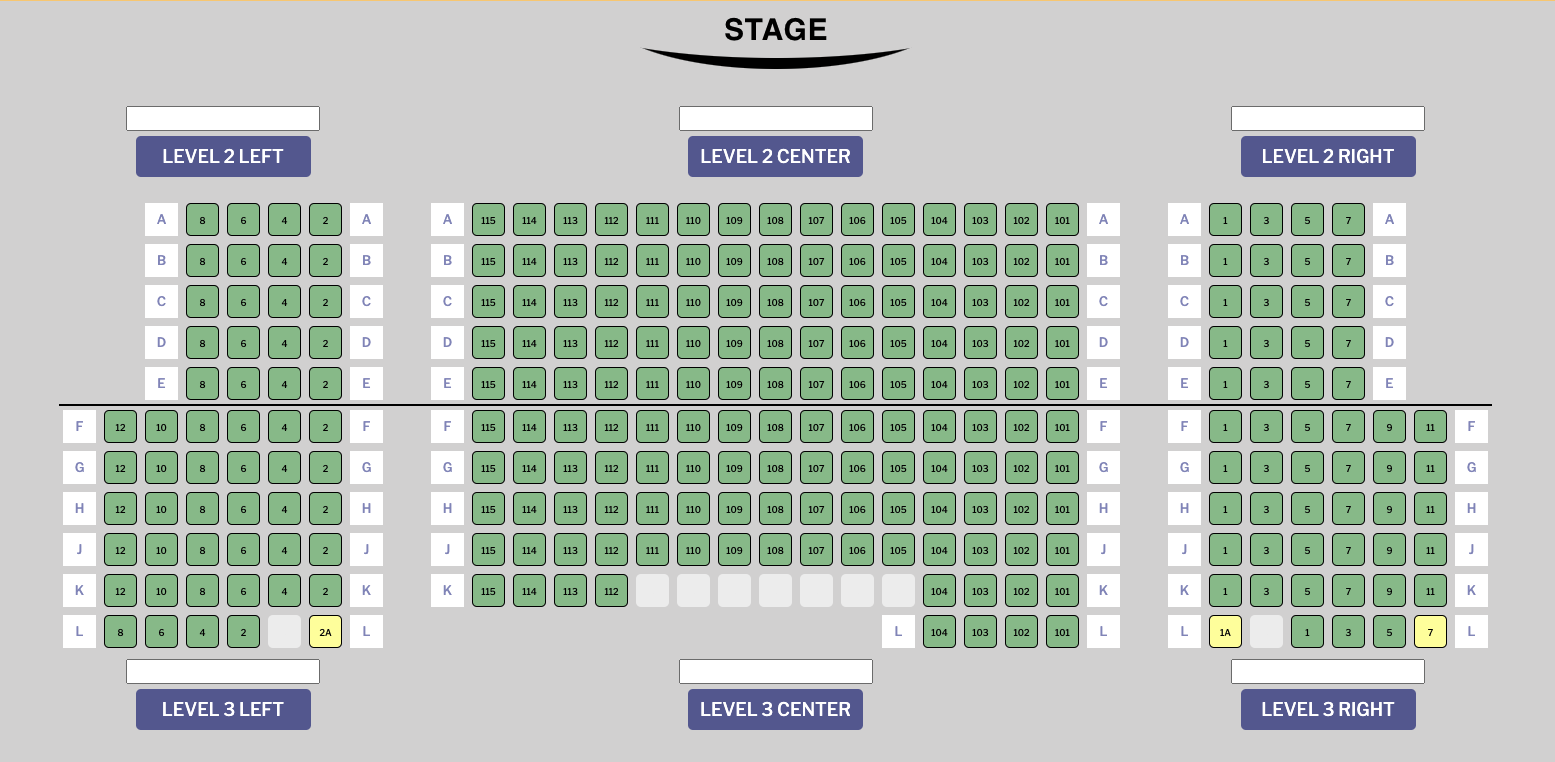 STAGE
LEVEL 2 LEFT LEVEL 2 CENTER LEVEL 2 RIGHT
A 8 6 4 2 A A 115 114 113 112 111 110 109 108 107 106 105 104 103 102 101 A A 1 3 5 7 A
B 8 6 4 2 B B 115 114 113 112 111 110 109 108 107 106 105 104 103 102 101 B B 1 3 5 7 B
C 8 6 4 2 C C 115 114 113 112 111 110 109 108 107 106 105 104 103 102 101 C C 1 3 5 7 C
D 8 6 4 2 D D 115 114 113 112 111 110 109 108 107 106 105 104 103 102 101 D D 1 3 5 7 D
E 8 6 4 2 E E 115 114 113 112 111 110 109 108 107 106 105 104 103 102 101 E E 1 3 5 7 E
F 12 10 8 6 4 2 F F 115 114 113 112 111 110 109 108 107 106 105 104 103 102 101 F F 1 3 5 7 9 11 F
G 12 10 8 6 4 2 G G 115 114 113 112 111 110 109 108 107 106 105 104 103 102 101 G G 1 3 5 7 9 11 G
H 12 10 8 6 4 2 H H 115 114 113 112 111 110 109 108 107 106 105 104 103 102 101 H H 1 3 5 7 9 11 H
J 12 10 8 6 4 2 J J 115 114 113 112 111 110 109 108 107 106 105 104 103 102 101 J J 1 3 5 7 9 11 J
K 12 10 8 6 4 2 K K 115 114 113 112 104 103 102 101 K K 1 3 5 7 9 11 K
L 8 6 4 2 2A L L 104 103 102 101 L L 1A 1 3 5 7 L
LEVEL 3 LEFT LEVEL 3 CENTER LEVEL 3 RIGHT